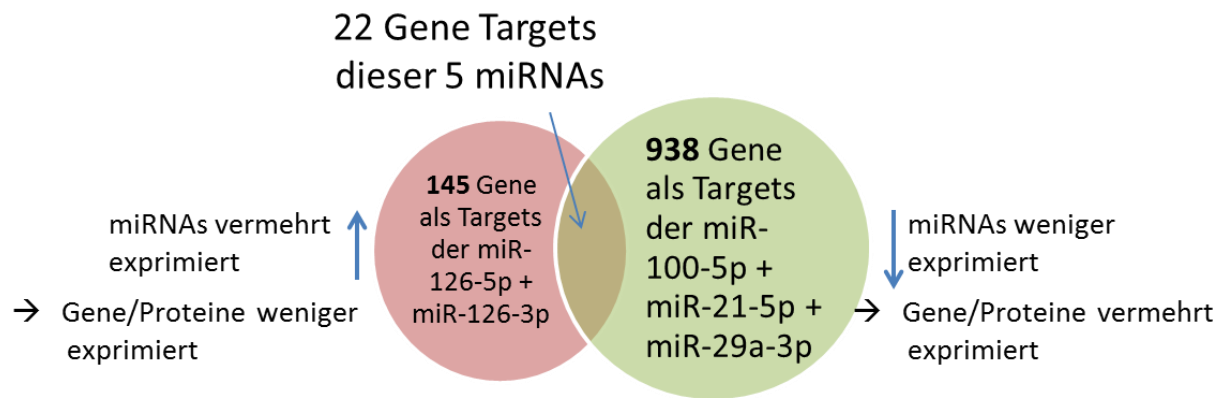 22 Gene Targets
dieser 5 miRNAs
miRNAs vermehrt
exprimiert
→ Gene/Proteine weniger
exprimiert
145 Gene
als Targets
der miR-
126-5p +
miR-126-3p
938 Gene
als Targets
der miR-
100-5p +
miR-21-5p +
miR-29a-3p
miRNAs weniger
exprimiert
→ Gene/Proteine vermehrt
exprimiert